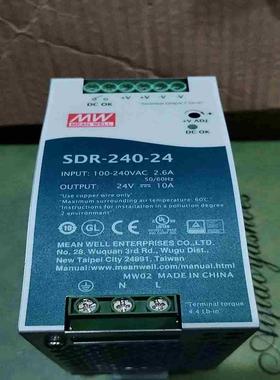 DC OK
- - + +
+V ADJ
DC OK
MW
MEAN WELL
SDR-240-24
INPUT: 100-240VAC 2.6A
50/60Hz
OUTPUT: 24V 10A
"Use copper wire only"
"Maximum surrounding air temperature: 60℃."
"Instructions for installation in a pollution degree
2 environment"
MEAN WELL ENTERPRISES CO., LTD.
No. 28, Wuquan 3rd Rd., Wugu Dist.,
New Taipei City 24891, Taiwan
Manual:www.meanwell.com/manual.html
MW02 MADE IN CHINA
N L
"Terminal torque
4.4 Lb-in"